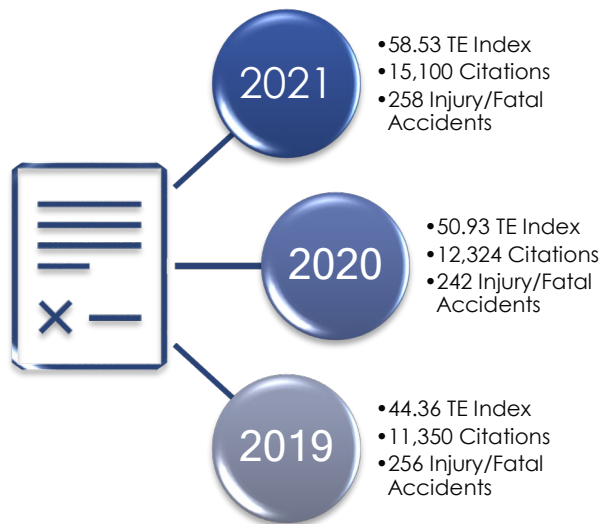 2021
•58.53 TE Index
•15,100 Citations
•258 Injury/Fatal
Accidents
2020
•50.93 TE Index
•12,324 Citations
•242 Injury/Fatal
Accidents
2019
•44.36 TE Index
•11,350 Citations
•256 Injury/Fatal
Accidents